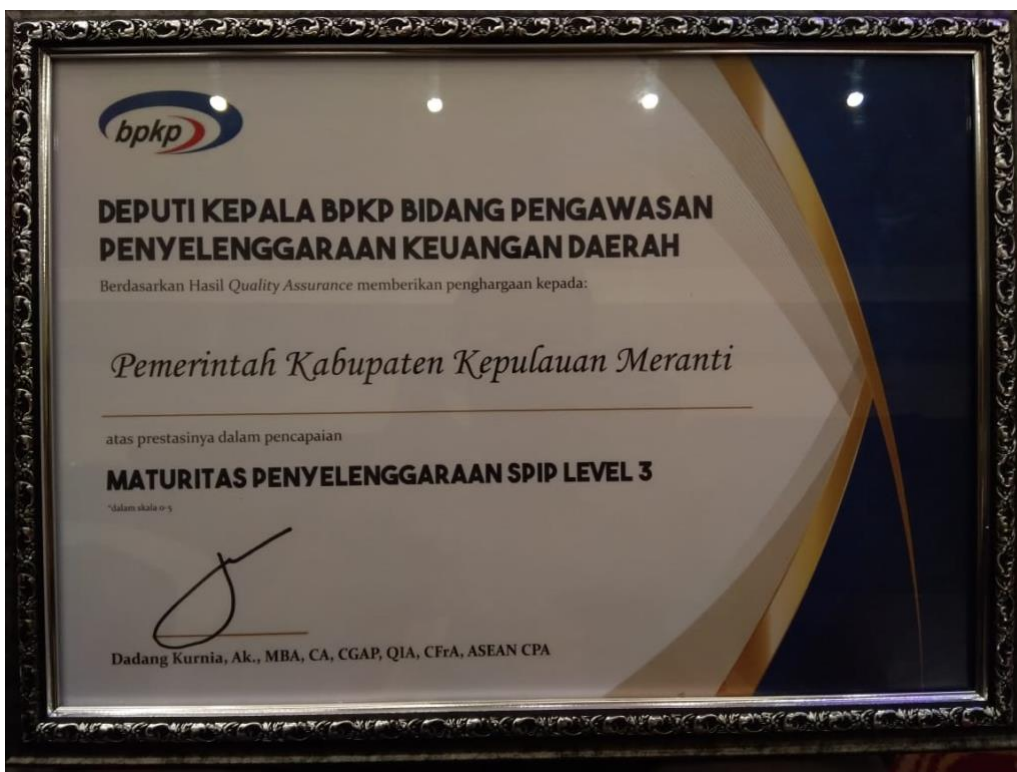 bpkp
DEPUTI KEPALA BPKP BIDANG PENGAWASAN
PENYELENGGARAAN KEUANGAN DAERAH
Berdasarkan Hasil Quality Assurance memberikan penghargaan kepada:
Pemerintah Kabupaten Kepulauan Meranti
atas prestasinya dalam pencapaian
MATURITAS PENYELENGGARAAN SPIP LEVEL 3
*dalam skala 0-5
Dadang Kurnia, Ak., MBA, CA, CGAP, QIA, CFrA, ASEAN CPA